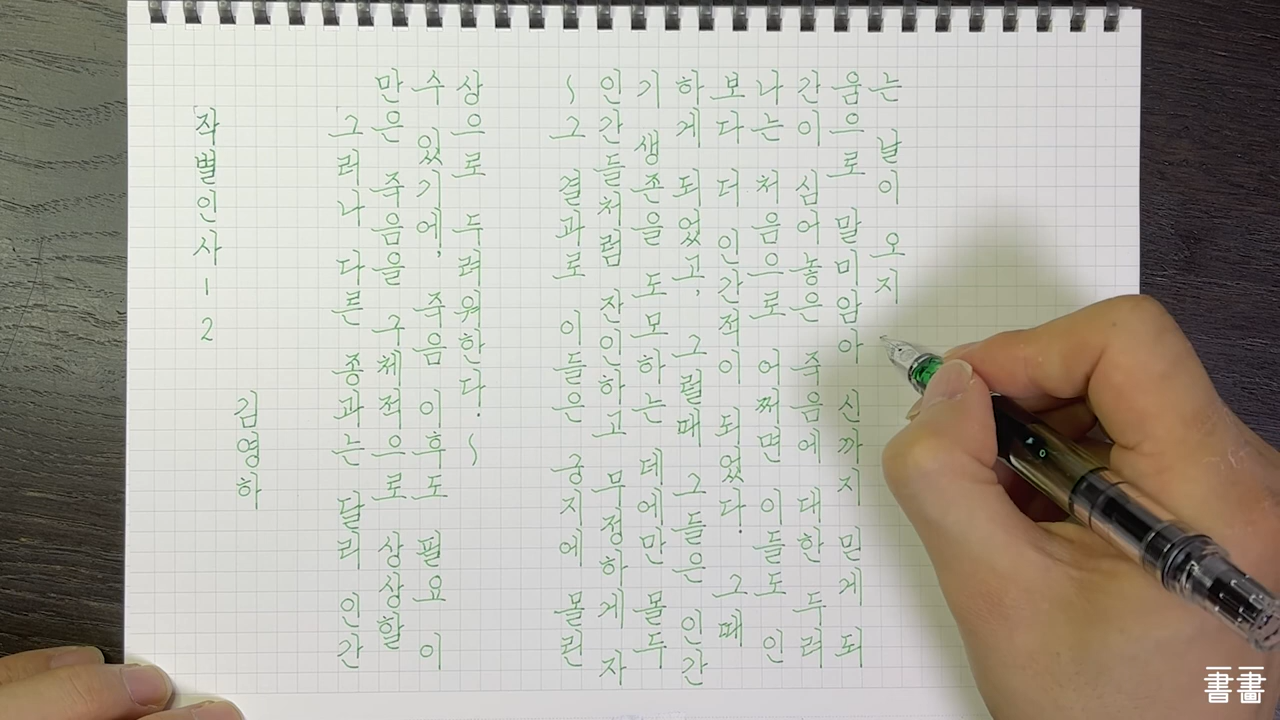 「작별인사-2
김영하
「그러나 다른 종과는 달리 인간
만은 죽음을 구체적으로 상상할
수 있기에, 죽음 이후도 필요 이
상으로 두려워한다. ~
~ 그 결과로 이들은 궁지에 몰린
인간들처럼 잔인하고 무정하게 자
기 생존을 도모하는 데에만 몰두
하게 되었고, 그럴때 그들은 인간
보다 더 인간적이 되었다. 그때
나는 처음으로 어쩌면 이들도 인
간이 심어놓은 죽음에 대한 두려
움으로 말미암아 신까지 믿게 되
는 날이 오지
書畫